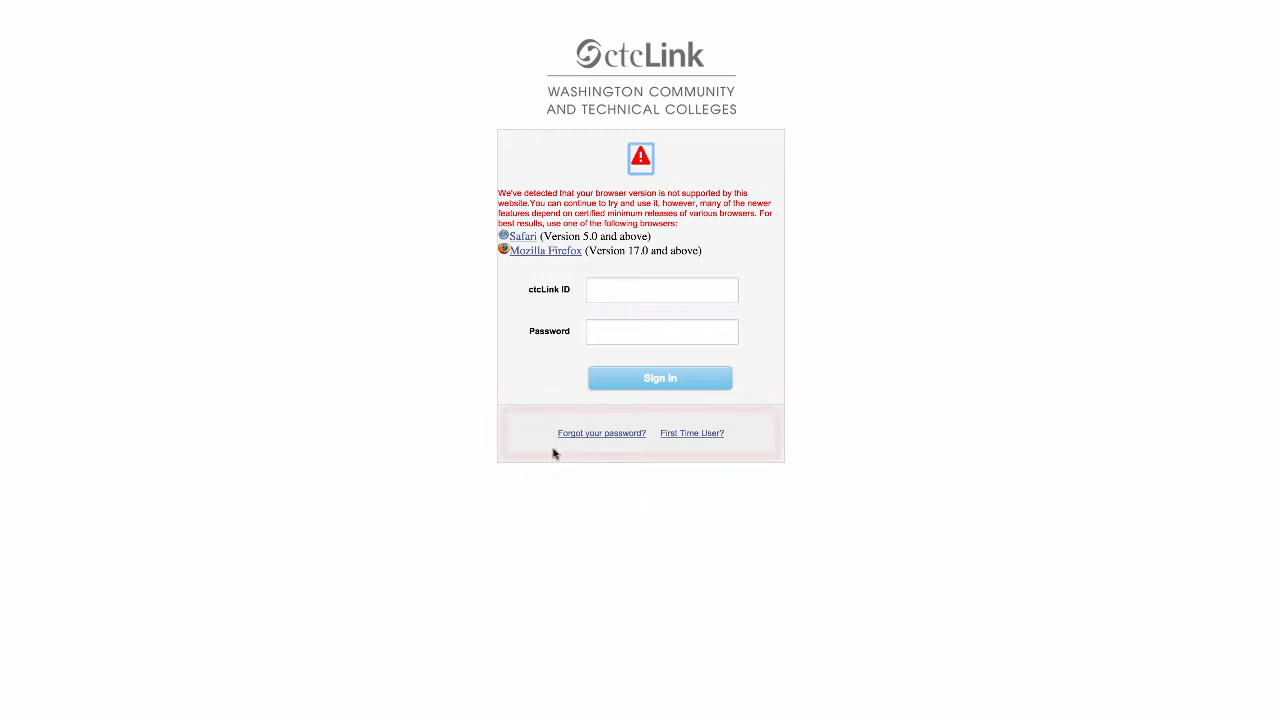 ctcLink
WASHINGTON COMMUNITY
AND TECHNICAL COLLEGES
We've detected that your browser version is not supported by this
website.You can continue to try and use it, however, many of the newer
features depend on certified minimum releases of various browsers. For
best results, use one of the following browsers:
Safari (Version 5.0 and above)
Mozilla Firefox (Version 17.0 and above)
ctcLink ID
Password
Sign In
Forgot your password? First Time User?